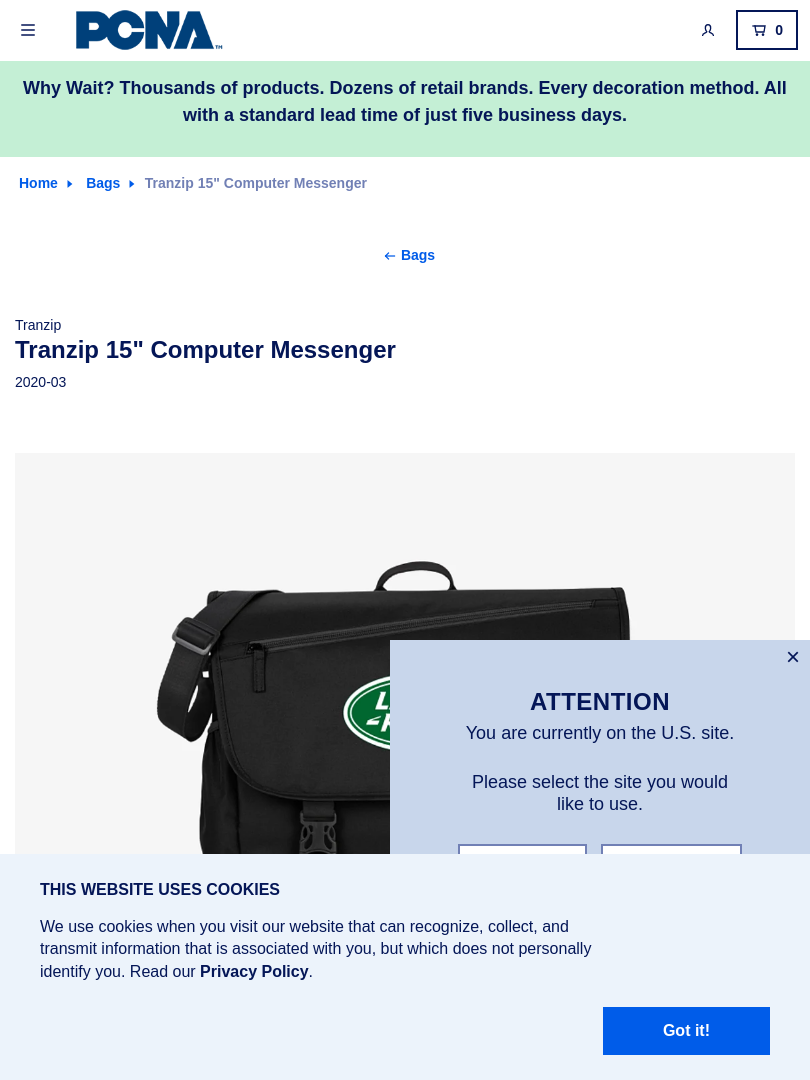 PCNA™
0
Why Wait? Thousands of products. Dozens of retail brands. Every decoration method. All
with a standard lead time of just five business days.
Home
Bags
Tranzip 15" Computer Messenger
← Bags
Tranzip
Tranzip 15" Computer Messenger
2020-03
ATTENTION
You are currently on the U.S. site.
Please select the site you would
like to use.
THIS WEBSITE USES COOKIES
We use cookies when you visit our website that can recognize, collect, and
transmit information that is associated with you, but which does not personally
identify you. Read our Privacy Policy.
Got it!